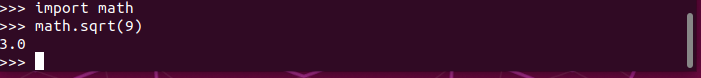 >>> import math
>>> math.sqrt(9)
3.0
>>>